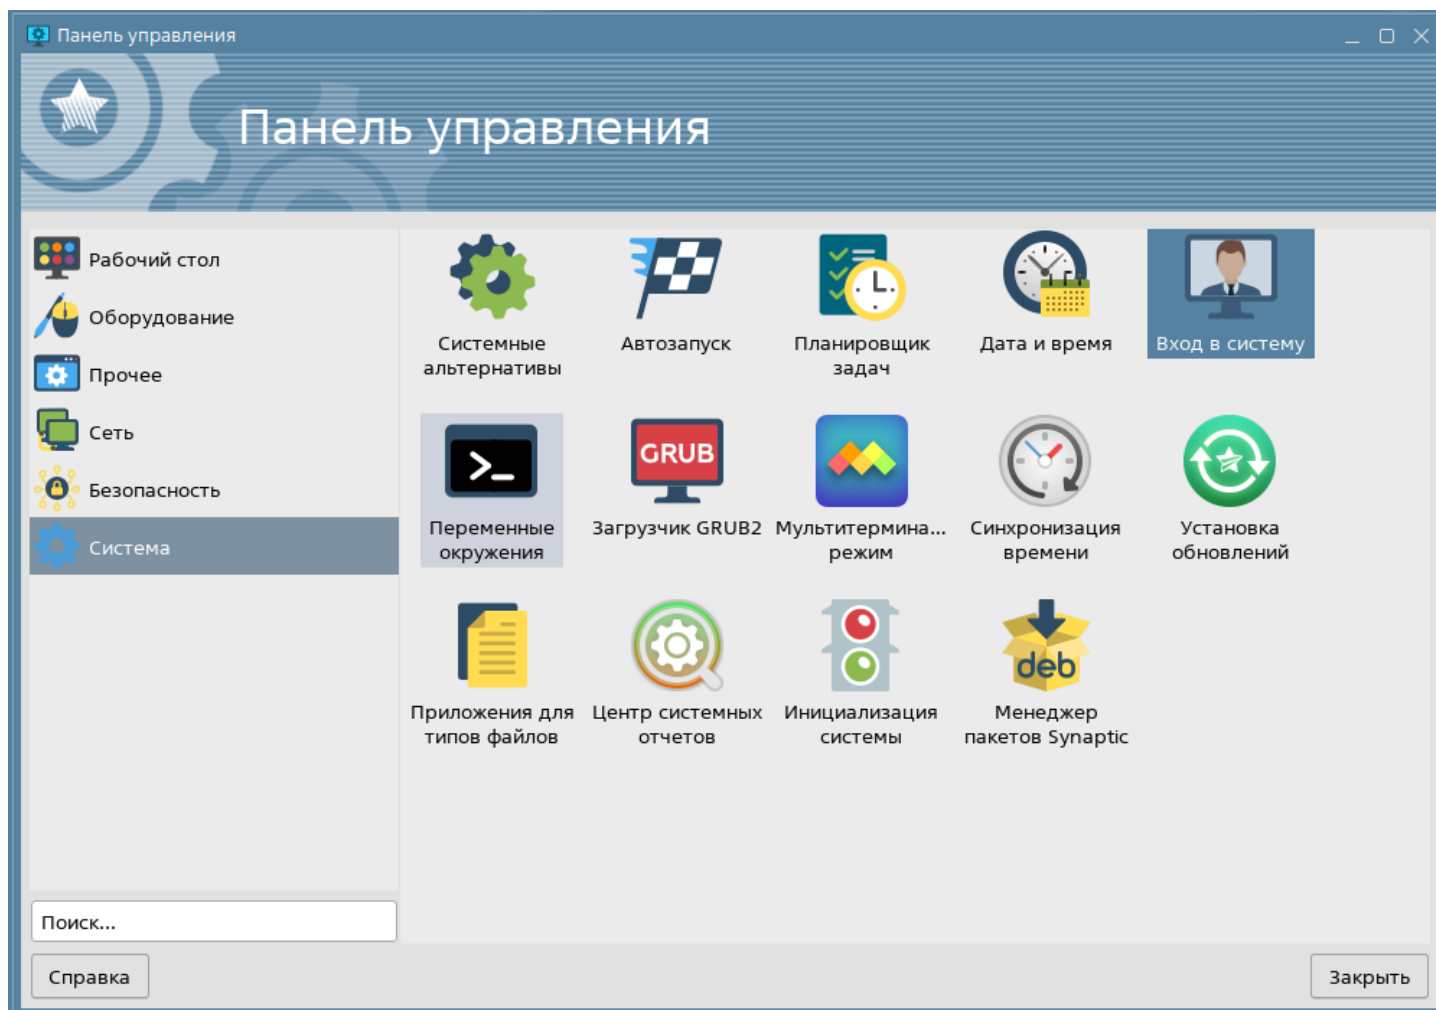 Панель управления
Панель управления
Рабочий стол
Оборудование
Прочее
Сеть
Безопасность
Система
Системные
альтернативы
Автозапуск
Планировщик
задач
Дата и время
Вход в систему
>_
Переменные
окружения
GRUB
Загрузчик GRUB2
Мультитермина...
режим
Синхронизация
времени
Установка
обновлений
Приложения для
типов файлов
Центр системных
отчетов
Инициализация
системы
deb
Менеджер
пакетов Synaptic
Поиск...
Справка
Закрыть